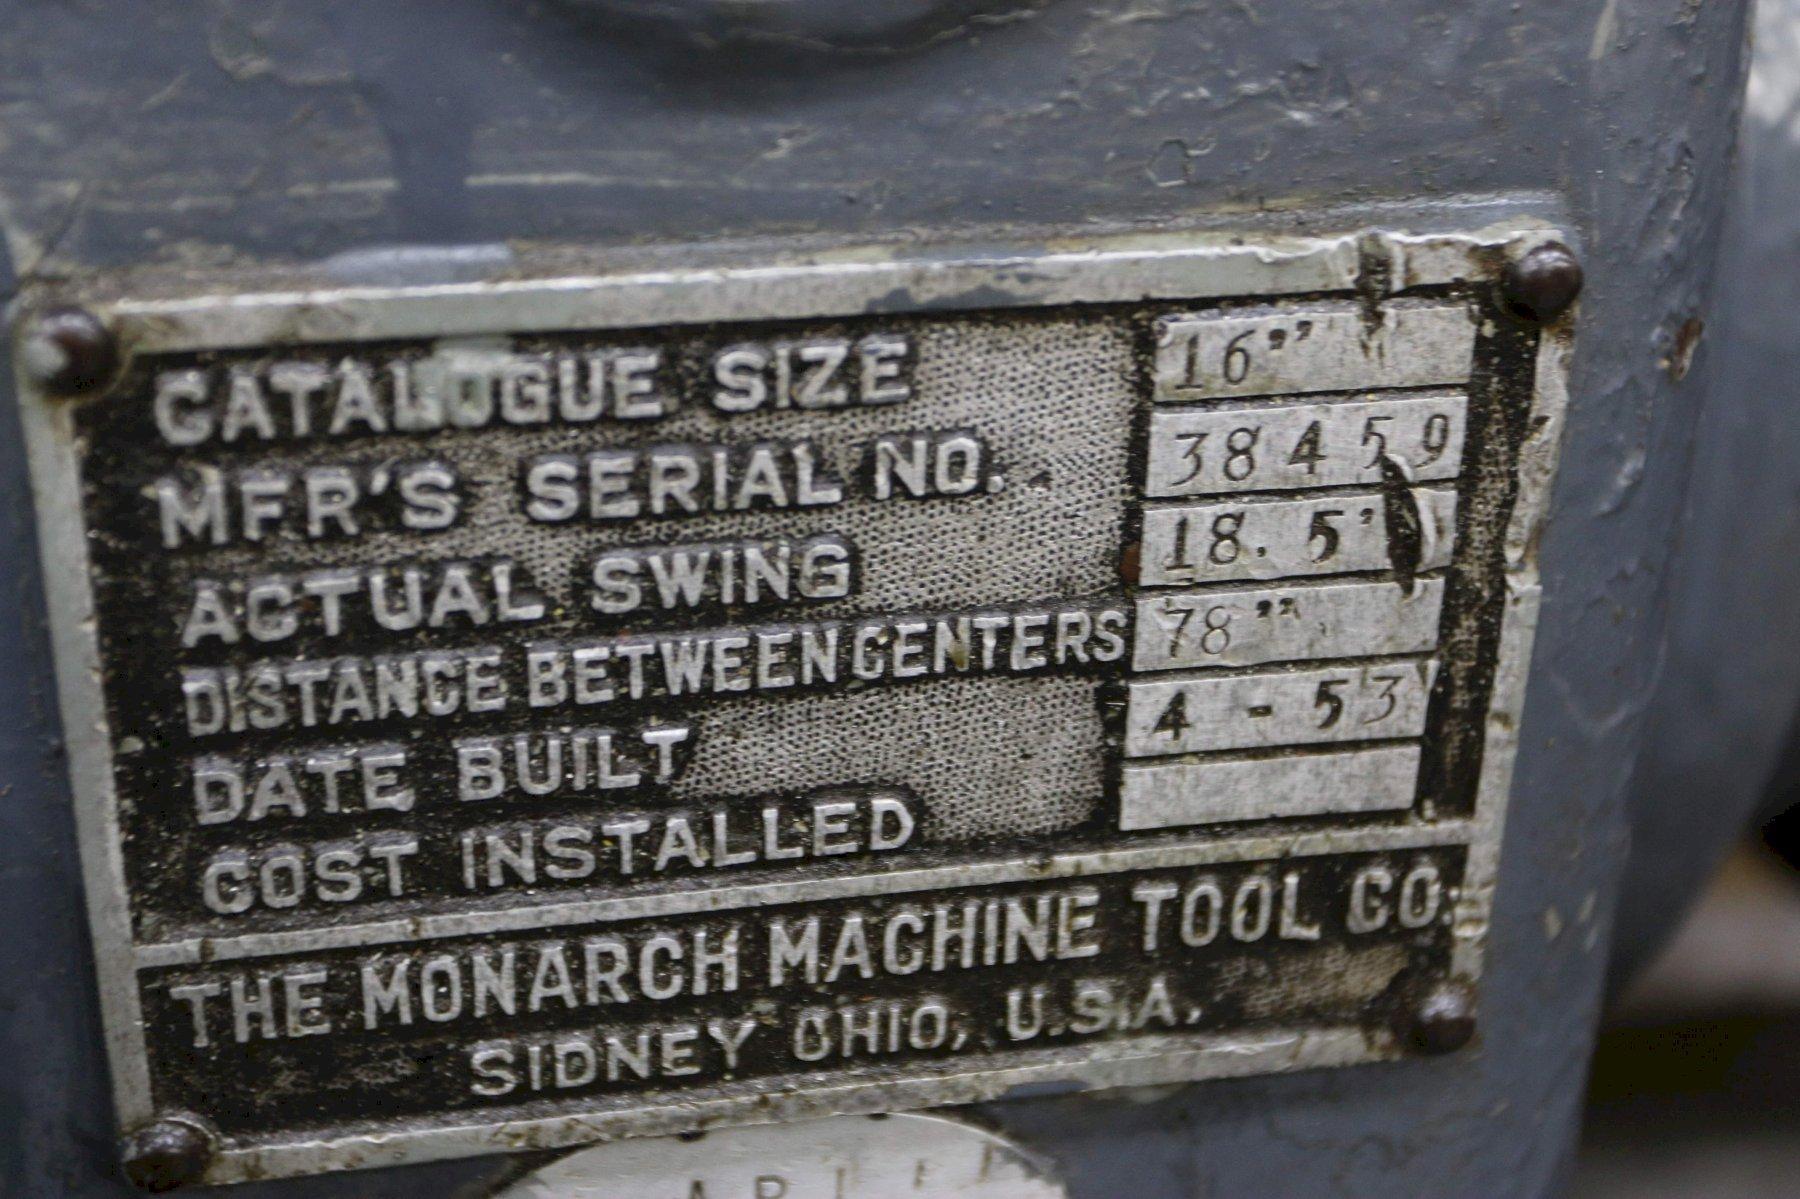 CATALOGUE SIZE 16"
MFR'S SERIAL NO. 38459
ACTUAL SWING 18.5"
DISTANCE BETWEEN CENTERS 78"
DATE BUILT 4 - 53
COST INSTALLED
THE MONARCH MACHINE TOOL CO.
SIDNEY OHIO, U.S.A.